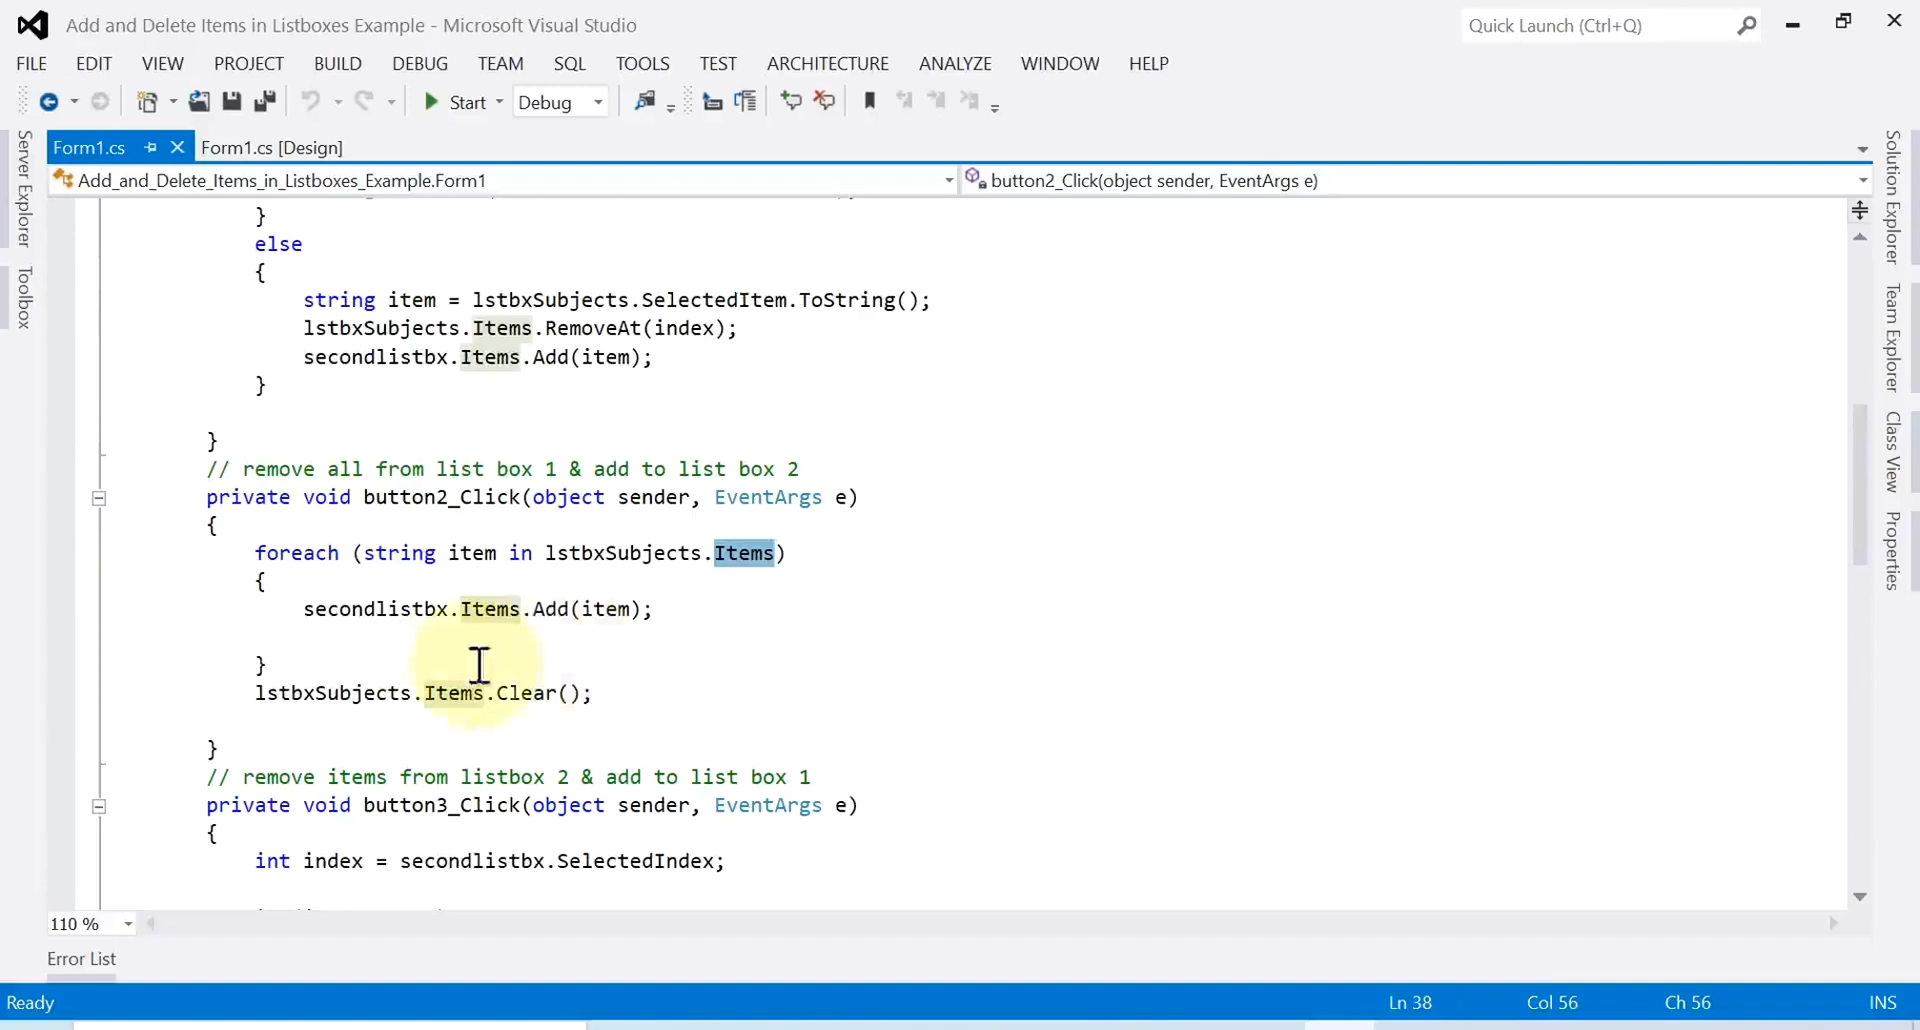 Add and Delete Items in Listboxes Example - Microsoft Visual Studio
Quick Launch (Ctrl+Q)
FILE EDIT VIEW PROJECT BUILD DEBUG TEAM SQL TOOLS TEST ARCHITECTURE ANALYZE WINDOW HELP
Start Debug
Server Explorer
Toolbox
Form1.cs Form1.cs [Design]
Add_and_Delete_Items_in_Listboxes_Example.Form1 button2_Click(object sender, EventArgs e)
}
else
{
string item = lstbxSubjects.SelectedItem.ToString();
lstbxSubjects.Items.RemoveAt(index);
secondlistbx.Items.Add(item);
}
}
// remove all from list box 1 & add to list box 2
private void button2_Click(object sender, EventArgs e)
{
foreach (string item in lstbxSubjects.Items)
{
secondlistbx.Items.Add(item);
}
lstbxSubjects.Items.Clear();
}
// remove items from listbox 2 & add to list box 1
private void button3_Click(object sender, EventArgs e)
{
int index = secondlistbx.SelectedIndex;
Solution Explorer
Team Explorer
Class View
Properties
110 %
Error List
Ready Ln 38 Col 56 Ch 56 INS